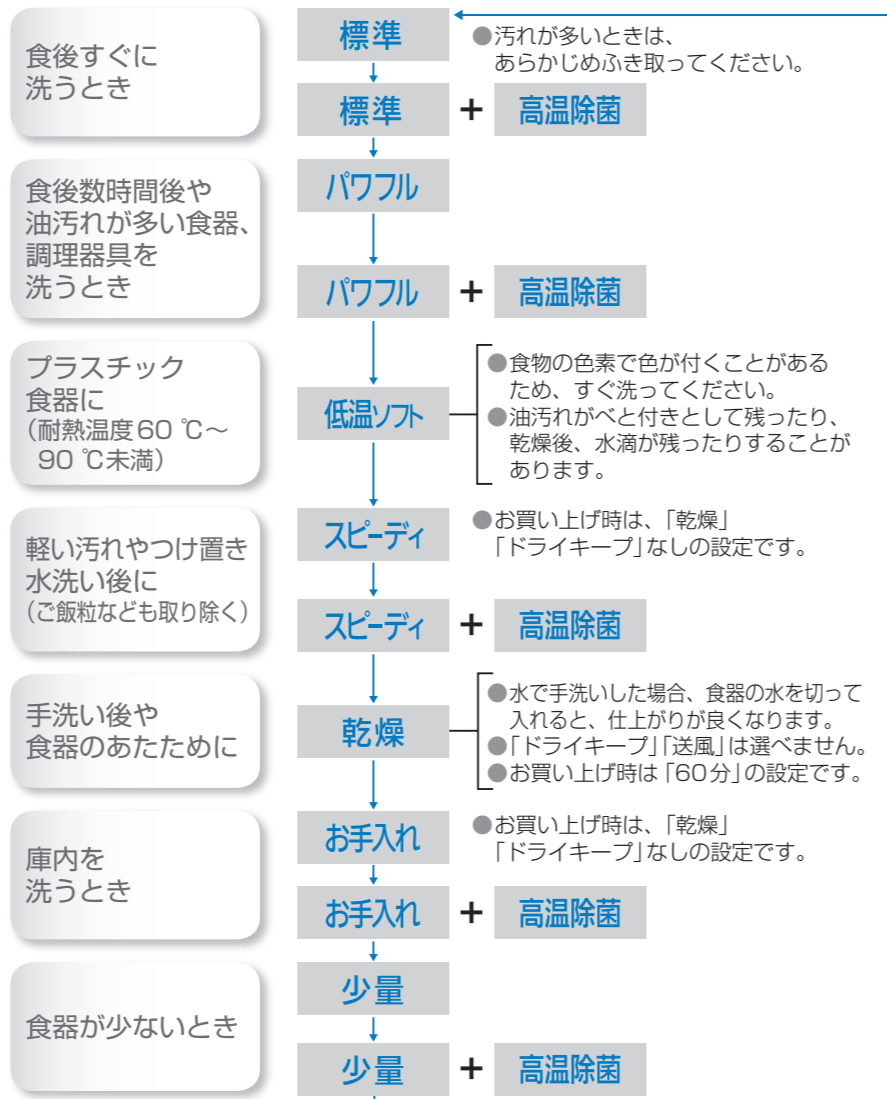 食後すぐに
洗うとき
標準
●汚れが多いときは、
あらかじめふき取ってください。
標準 + 高温除菌
食後数時間後や
油汚れが多い食器、
調理器具を
洗うとき
パワフル
パワフル + 高温除菌
プラスチック
食器に
(耐熱温度60 ℃～
90 ℃未満)
低温ソフト
●食物の色素で色が付くことがある
ため、すぐ洗ってください。
●油汚れがべと付きとして残ったり、
乾燥後、水滴が残ったりすることが
あります。
軽い汚れやつけ置き
水洗い後に
(ご飯粒なども取り除く)
スピーディ
●お買い上げ時は、「乾燥」
「ドライキープ」なしの設定です。
スピーディ + 高温除菌
手洗い後や
食器のあたために
乾燥
●水で手洗いした場合、食器の水を切って
入れると、仕上がりが良くなります。
●「ドライキープ」「送風」は選べません。
●お買い上げ時は「60分」の設定です。
庫内を
洗うとき
お手入れ
●お買い上げ時は、「乾燥」
「ドライキープ」なしの設定です。
お手入れ + 高温除菌
食器が少ないとき
少量
少量 + 高温除菌